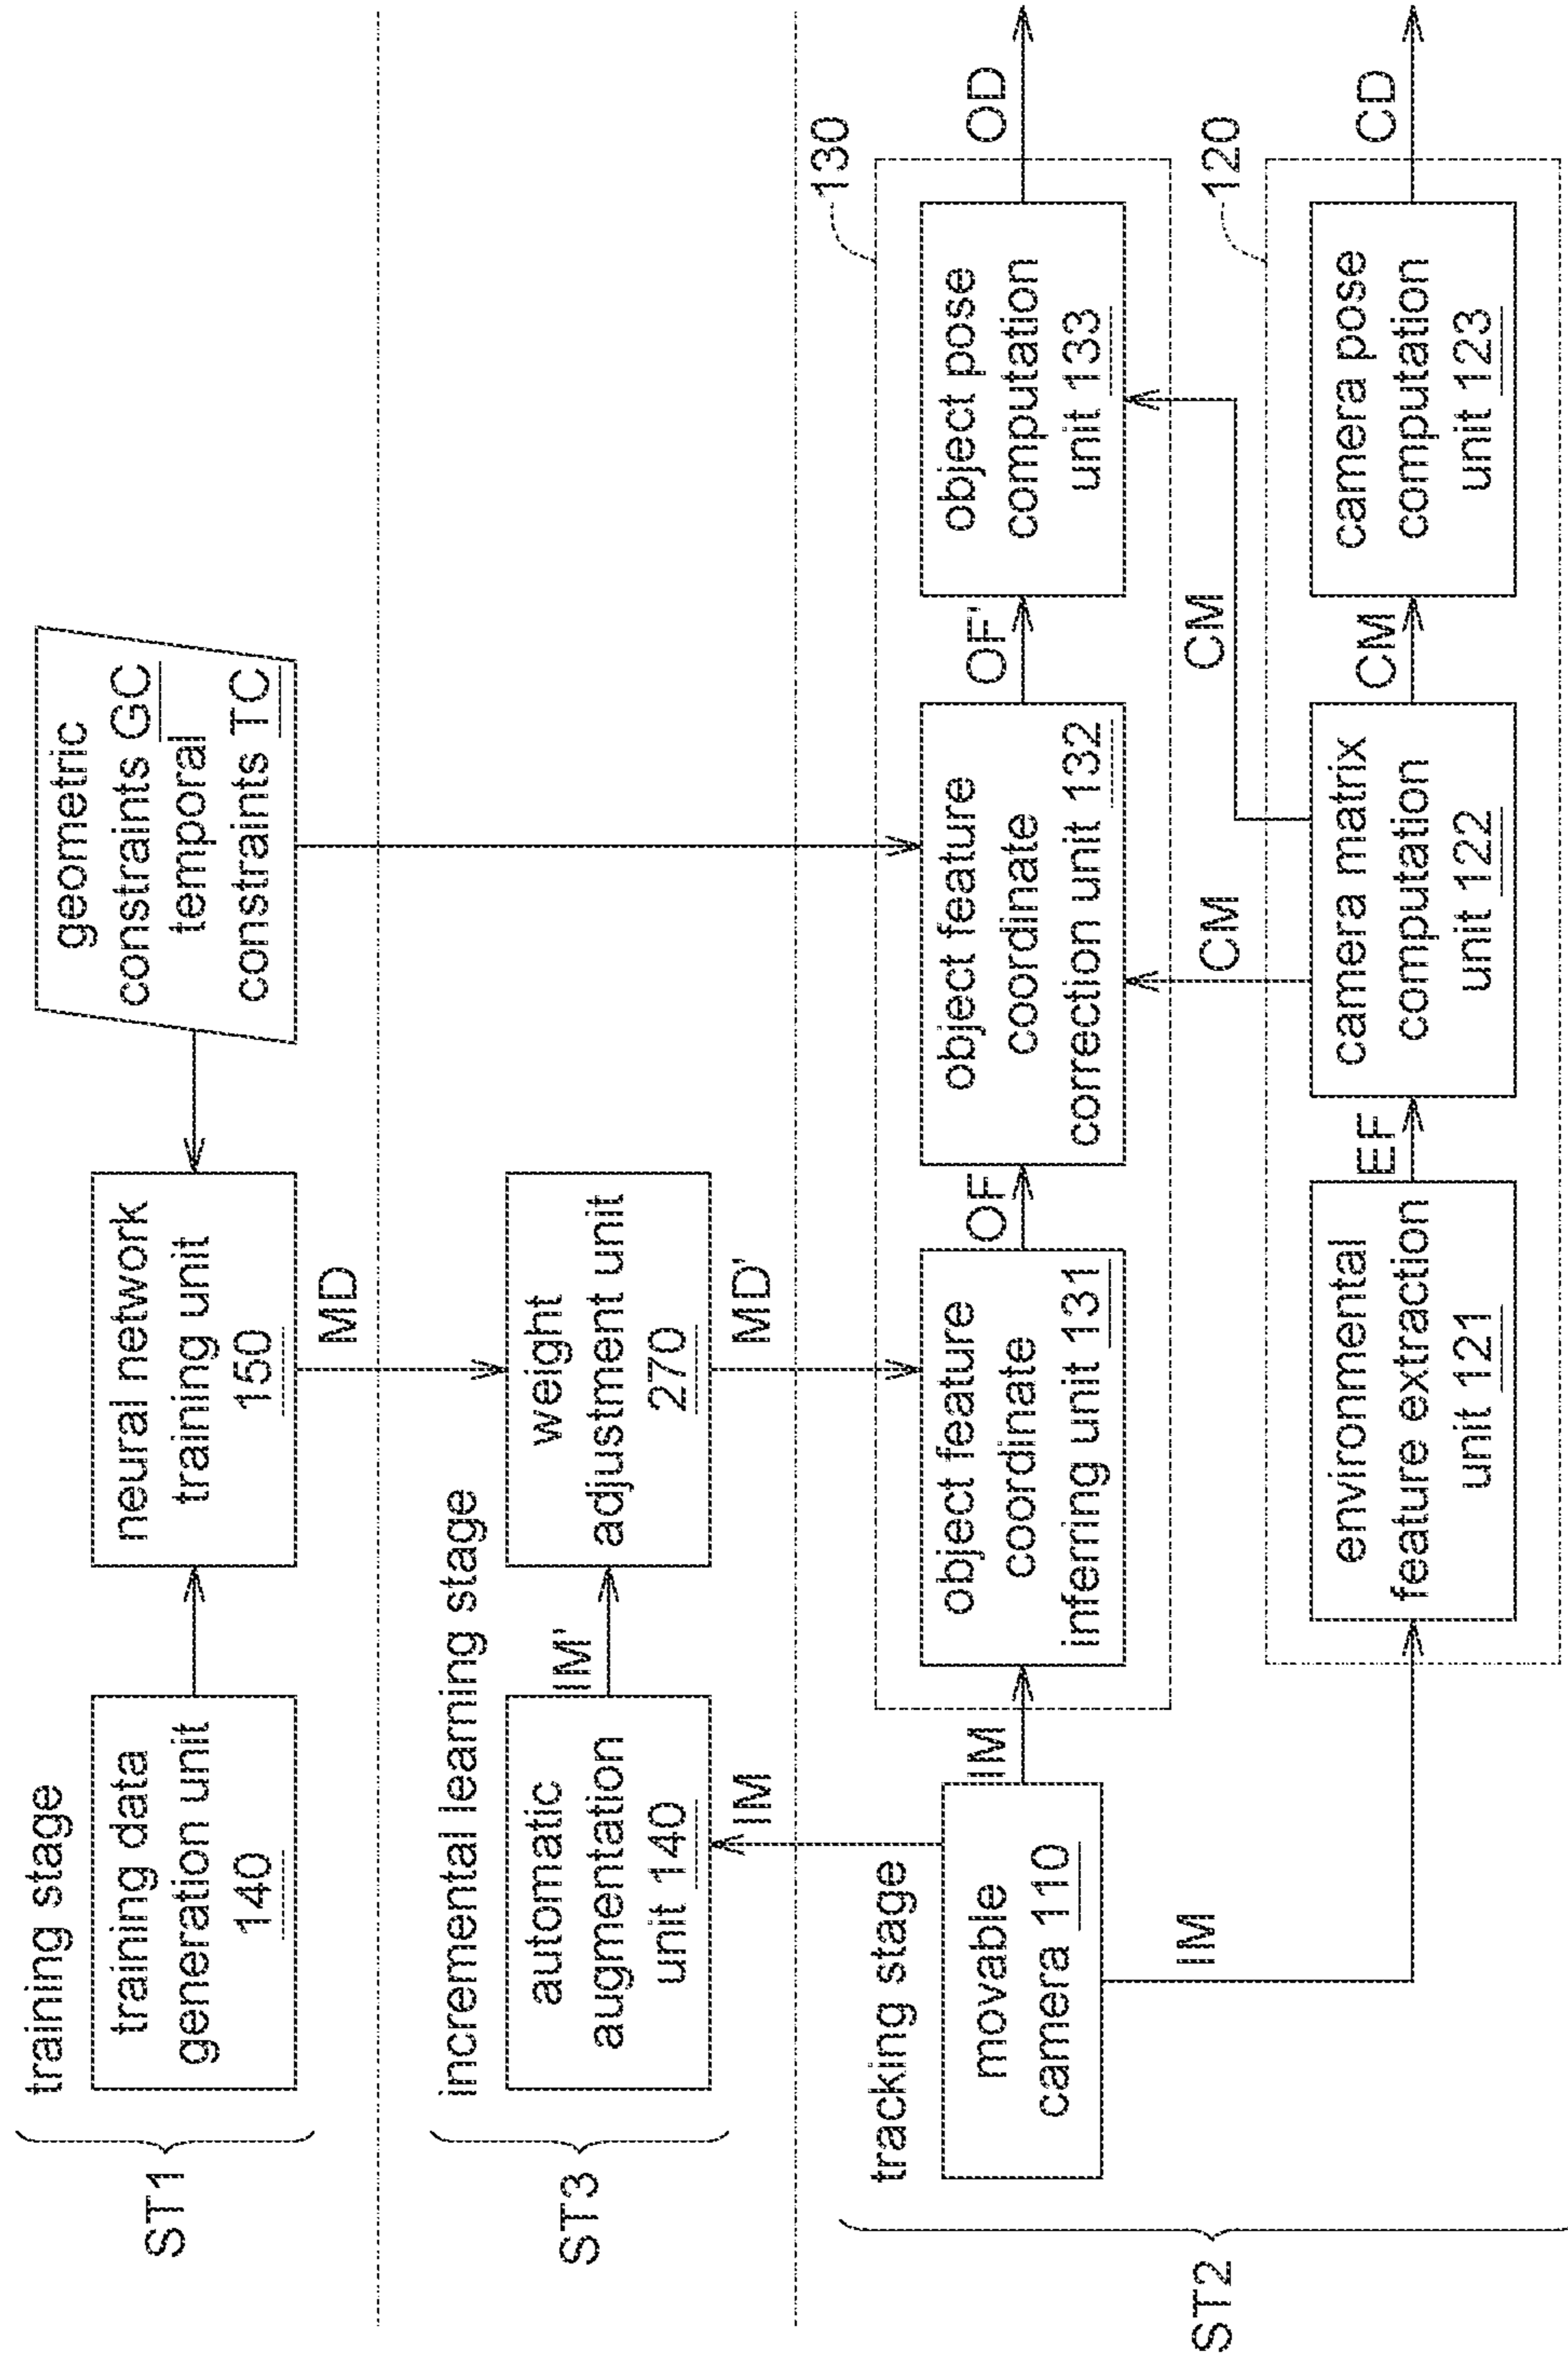 training stage
ST1
training data
generation unit
140
neural network
training unit
150
geometric
constraints GC
temporal
constraints TC
MD
incremental learning stage
ST3
automatic
augmentation
unit 140
IM'
weight
adjustment unit
270
MD'
IM
tracking stage
ST2
movable
camera 110
IM
IM
130
object feature
coordinate
inferring unit 131
OF
object feature
coordinate
correction unit 132
OF'
object pose
computation
unit 133
OD
CM
CM
120
environmental
feature extraction
unit 121
EF
camera matrix
computation
unit 122
CM
camera pose
computation
unit 123
CD